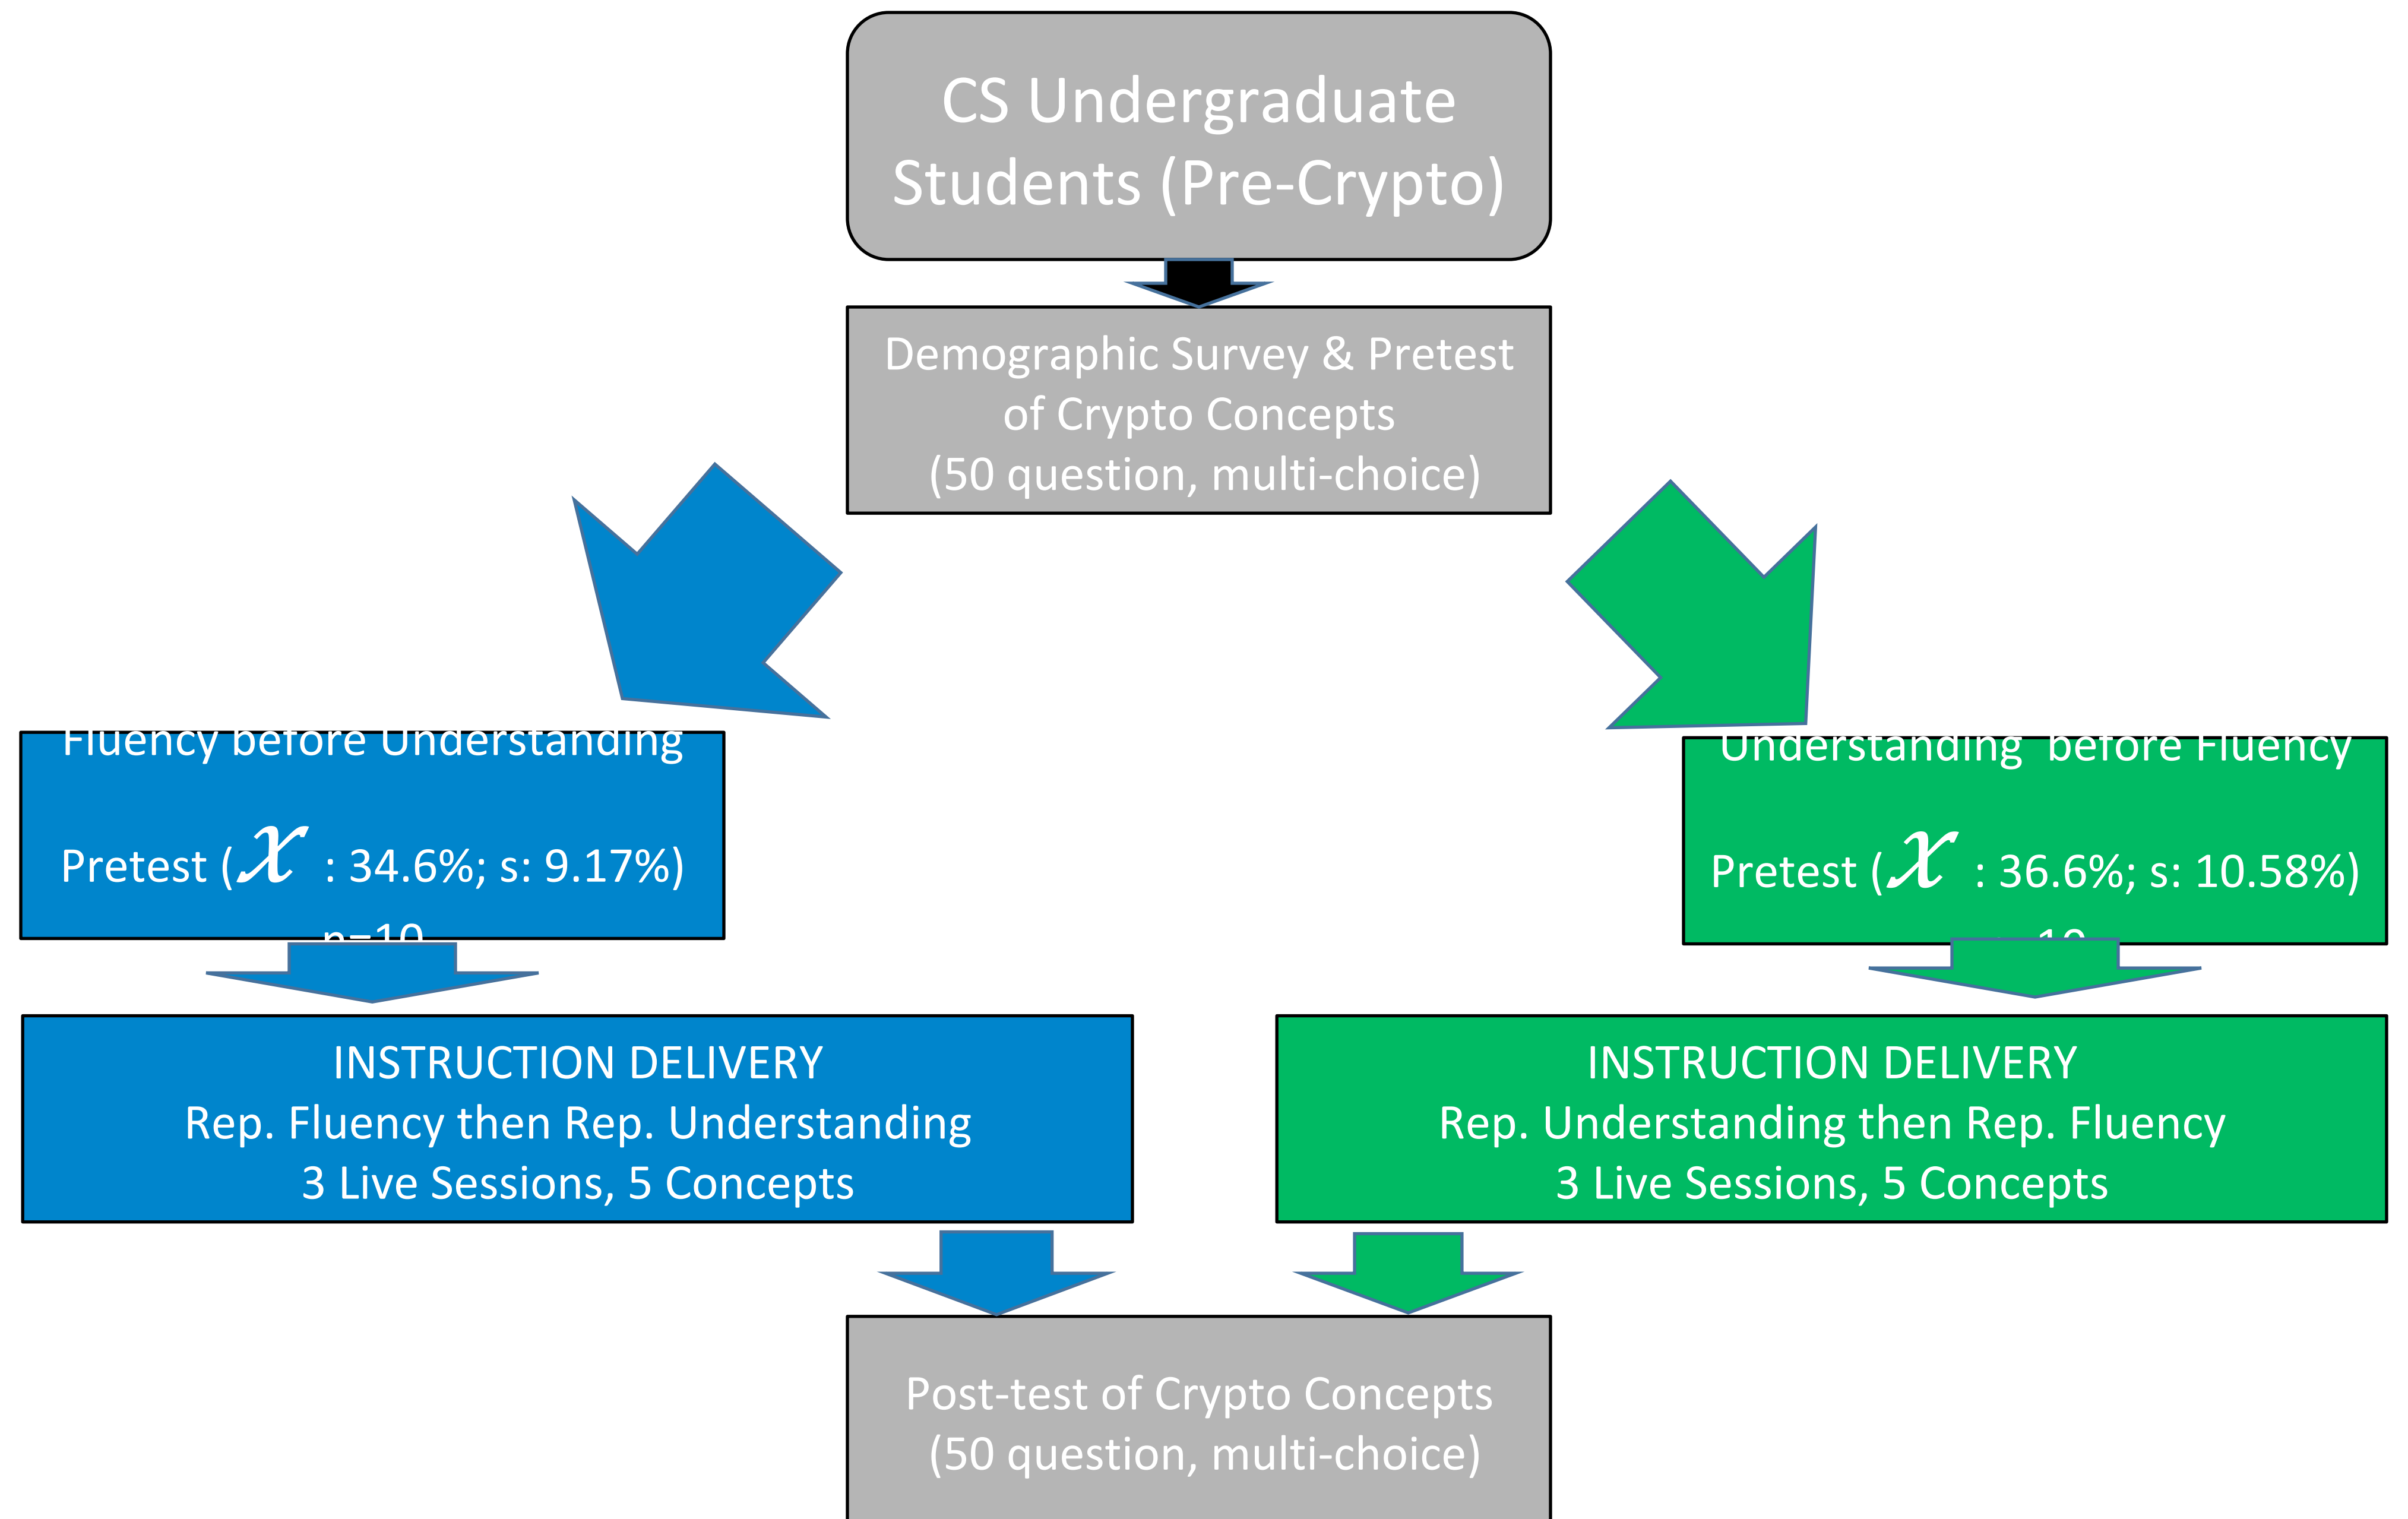 CS Undergraduate
Students (Pre-Crypto)
Demographic Survey & Pretest
of Crypto Concepts
(50 question, multi-choice)
Fluency before Understanding
Pretest (x : 34.6%; s: 9.17%)
n=10
Understanding before Fluency
Pretest (x : 36.6%; s: 10.58%)
INSTRUCTION DELIVERY
Rep. Fluency then Rep. Understanding
3 Live Sessions, 5 Concepts
INSTRUCTION DELIVERY
Rep. Understanding then Rep. Fluency
3 Live Sessions, 5 Concepts
Post-test of Crypto Concepts
(50 question, multi-choice)